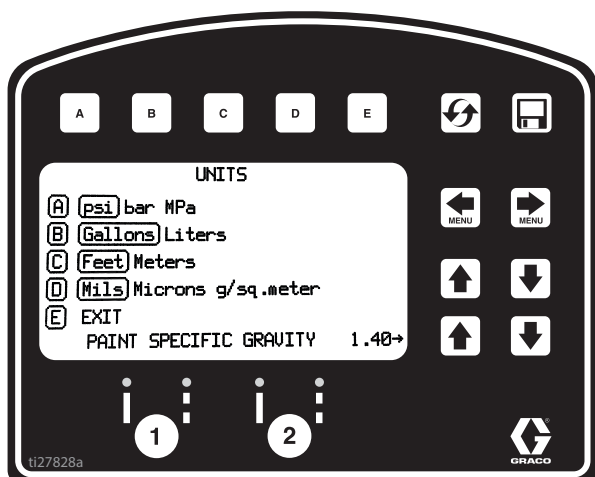 A B C D E
UNITS
A psi bar MPa
B Gallons Liters
C Feet Meters
D Mils Microns g/sq.meter
E EXIT
PAINT SPECIFIC GRAVITY 1.40→
MENU MENU
1 2
ti27828a
GRACO